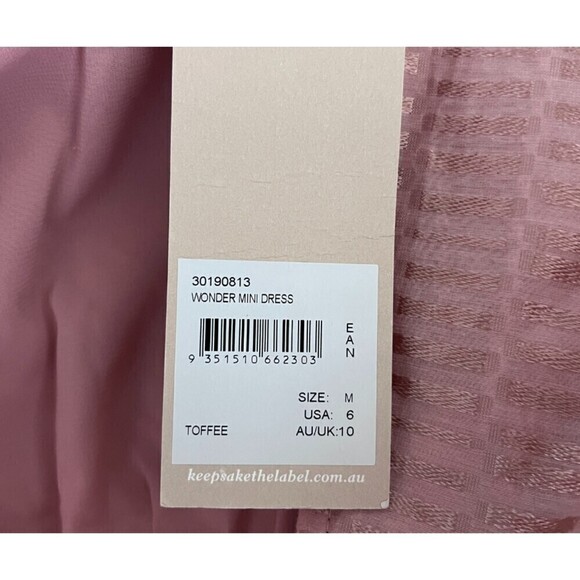 30190813
WONDER MINI DRESS
EAN
9 351510 662303
SIZE: M
USA: 6
TOFFEE AU/UK:10
keepsakethelabel.com.au